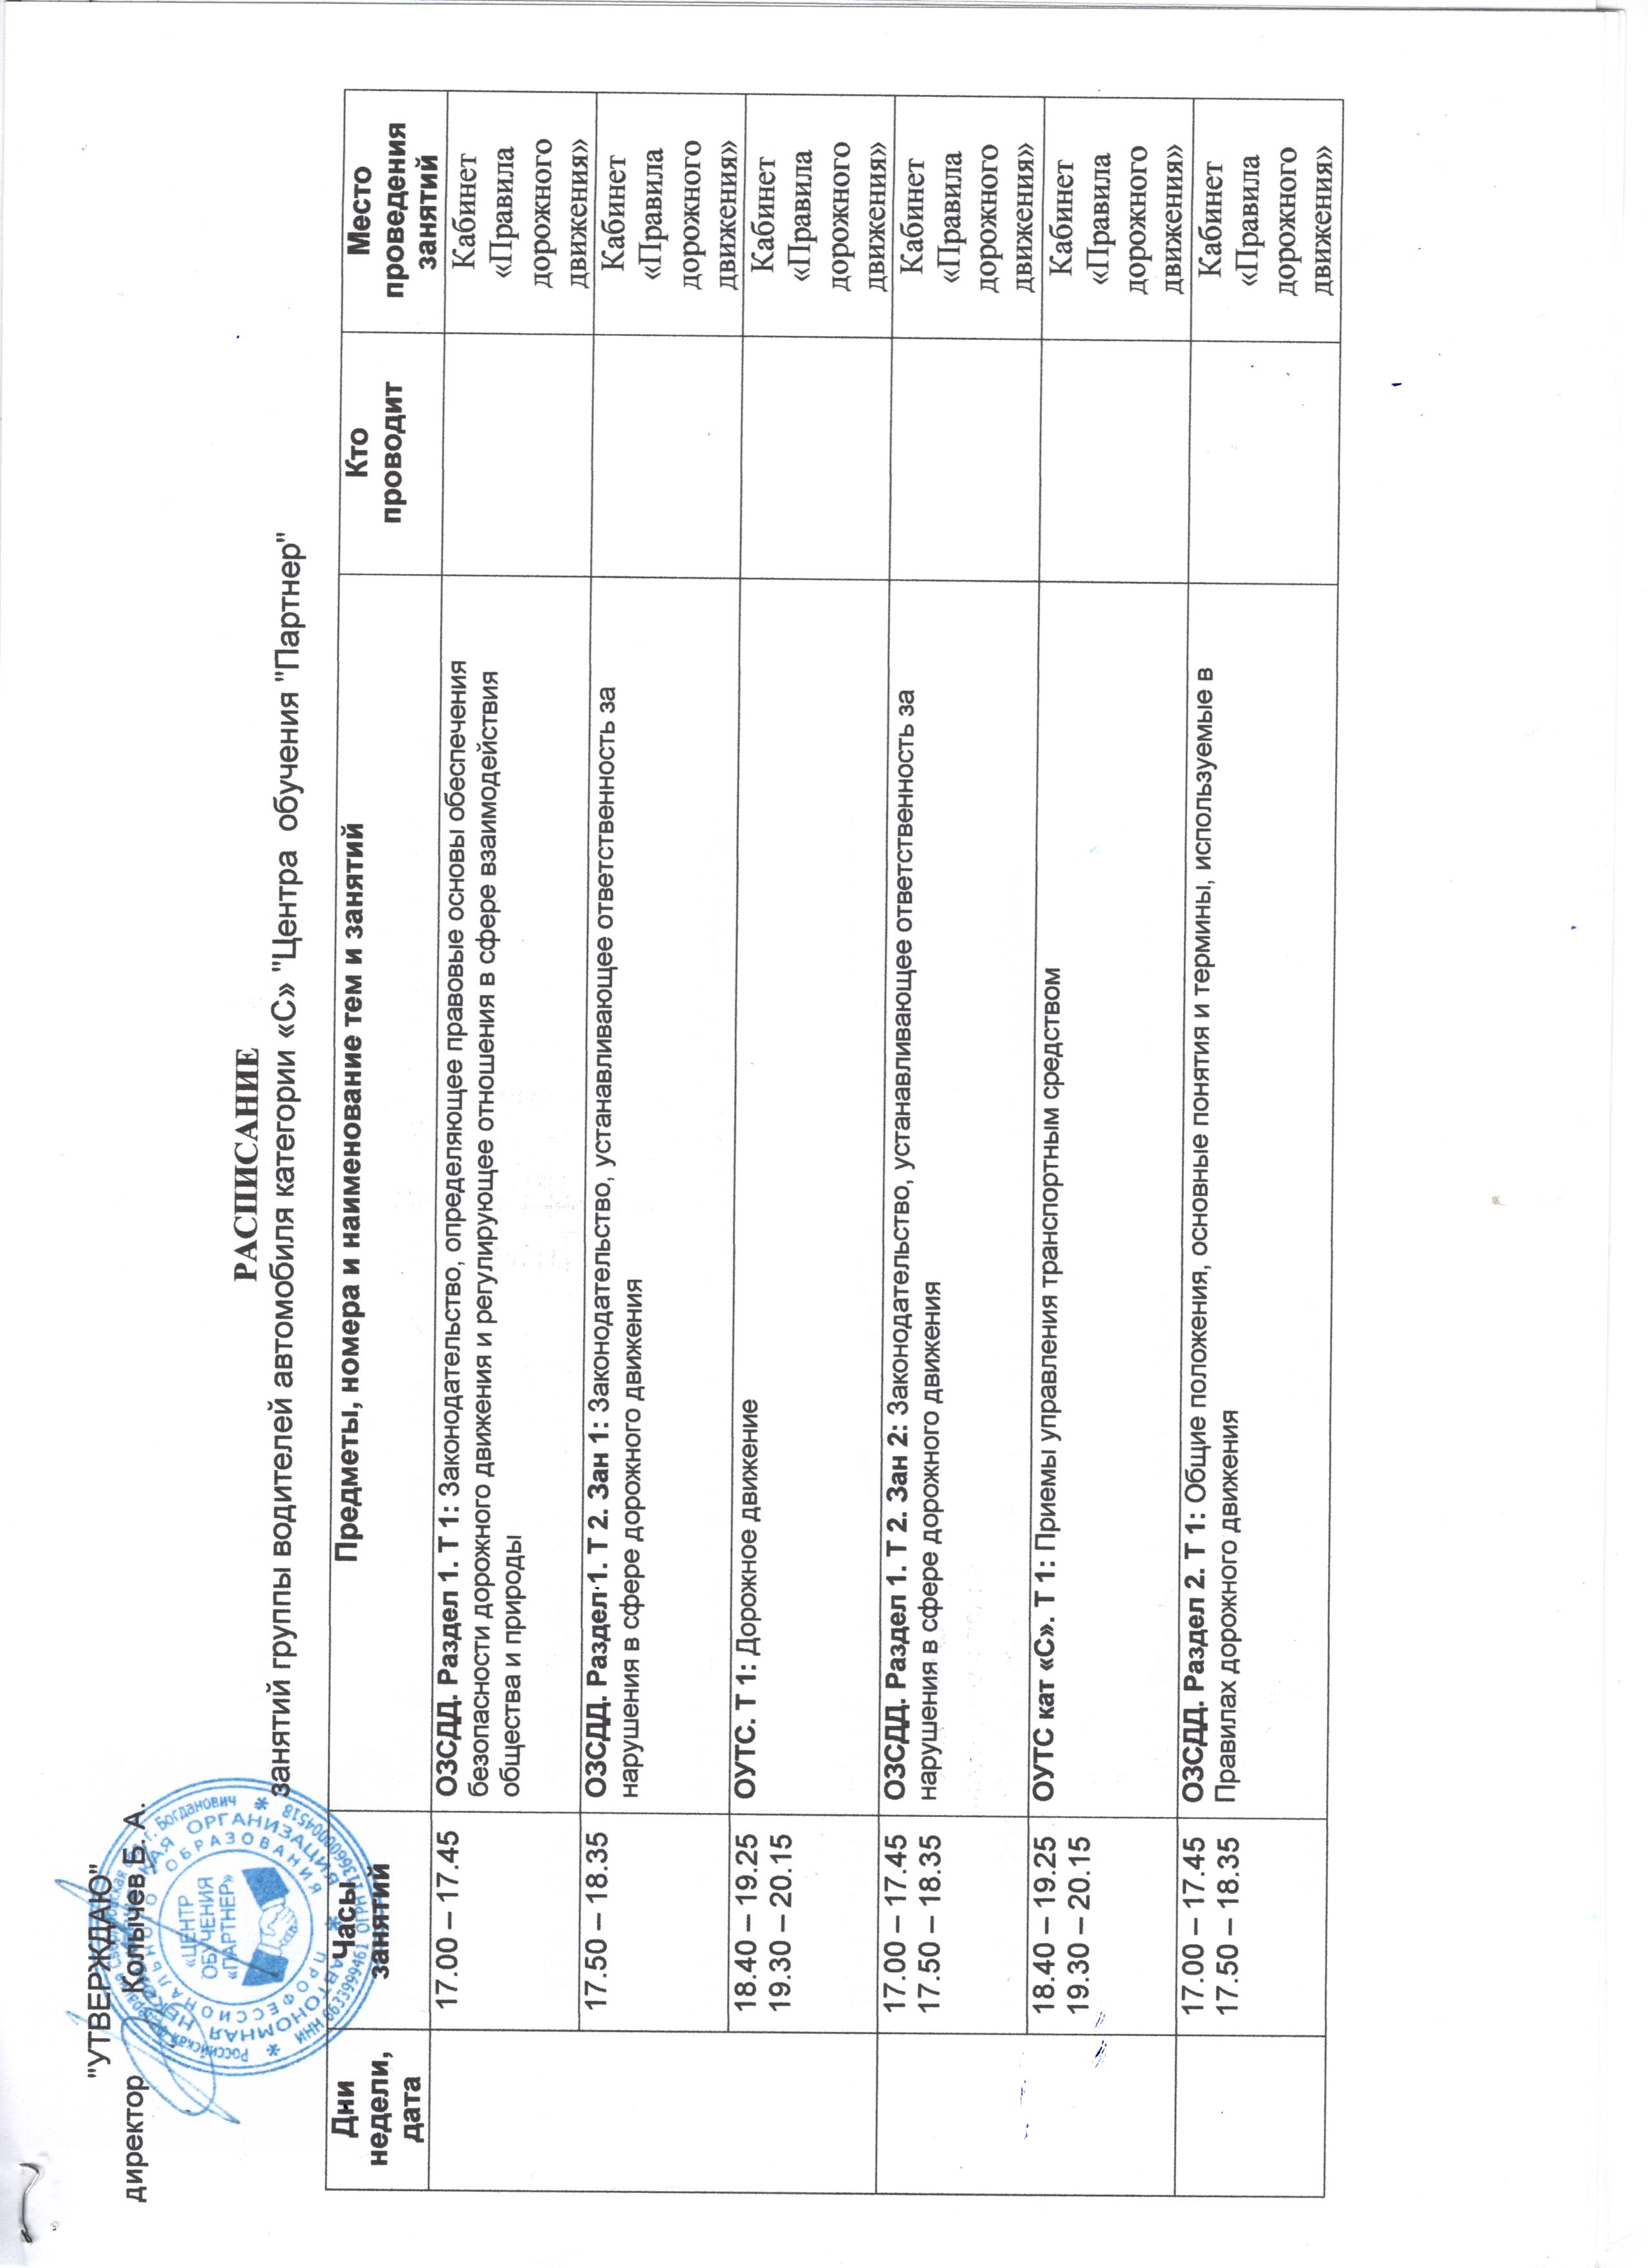 "УТВЕРЖДАЮ"
директор Колычев Б. А.
«ЦЕНТР
ОБУЧЕНИЯ
«ПАРТНЕР»
РАСПИСАНИЕ
занятий группы водителей автомобиля категории «С» "Центра обучения "Партнер"
Дни
недели,
дата
Часы
занятий
Предметы, номера и наименование тем и занятий
Кто
проводит
Место
проведения
занятий
17.00 – 17.45
ОЗСДД. Раздел 1. Т 1: Законодательство, определяющее правовые основы обеспечения
безопасности дорожного движения и регулирующее отношения в сфере взаимодействия
общества и природы
Кабинет
«Правила
дорожного
движения»
17.50 – 18.35
ОЗСДД. Раздел 1. Т 2. Зан 1: Законодательство, устанавливающее ответственность за
нарушения в сфере дорожного движения
Кабинет
«Правила
дорожного
движения»
18.40 – 19.25
19.30 – 20.15
ОУТС. Т 1: Дорожное движение
Кабинет
«Правила
дорожного
движения»
17.00 – 17.45
17.50 – 18.35
ОЗСДД. Раздел 1. Т 2. Зан 2: Законодательство, устанавливающее ответственность за
нарушения в сфере дорожного движения
Кабинет
«Правила
дорожного
движения»
18.40 – 19.25
19.30 – 20.15
ОУТС кат «С». Т 1: Приемы управления транспортным средством
Кабинет
«Правила
дорожного
движения»
17.00 – 17.45
17.50 – 18.35
ОЗСДД. Раздел 2. Т 1: Общие положения, основные понятия и термины, используемые в
Правилах дорожного движения
Кабинет
«Правила
дорожного
движения»